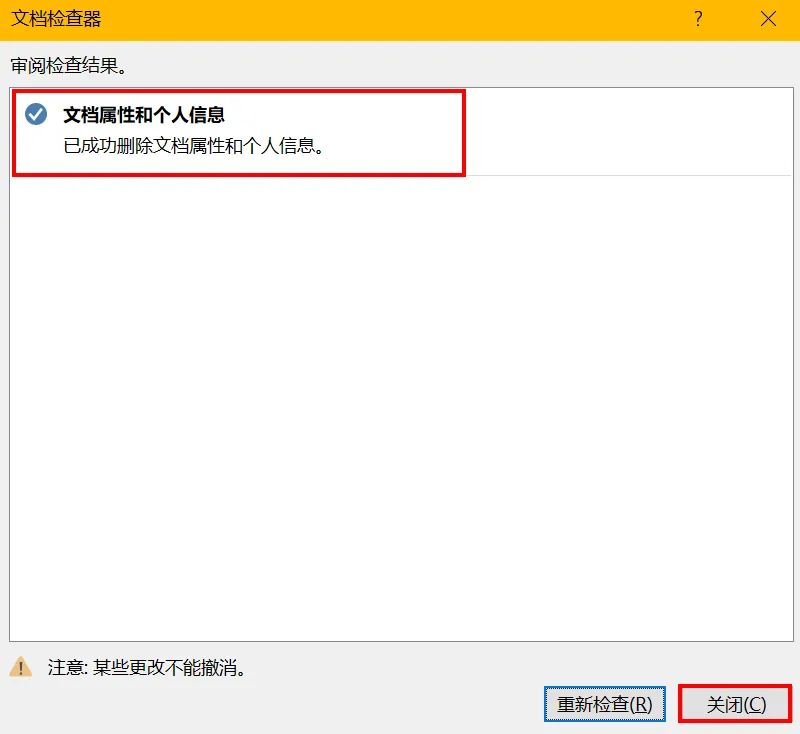 文档检查器
?
审阅检查结果。
文档属性和个人信息
已成功删除文档属性和个人信息。
注意: 某些更改不能撤消。
重新检查(R) 关闭(C)